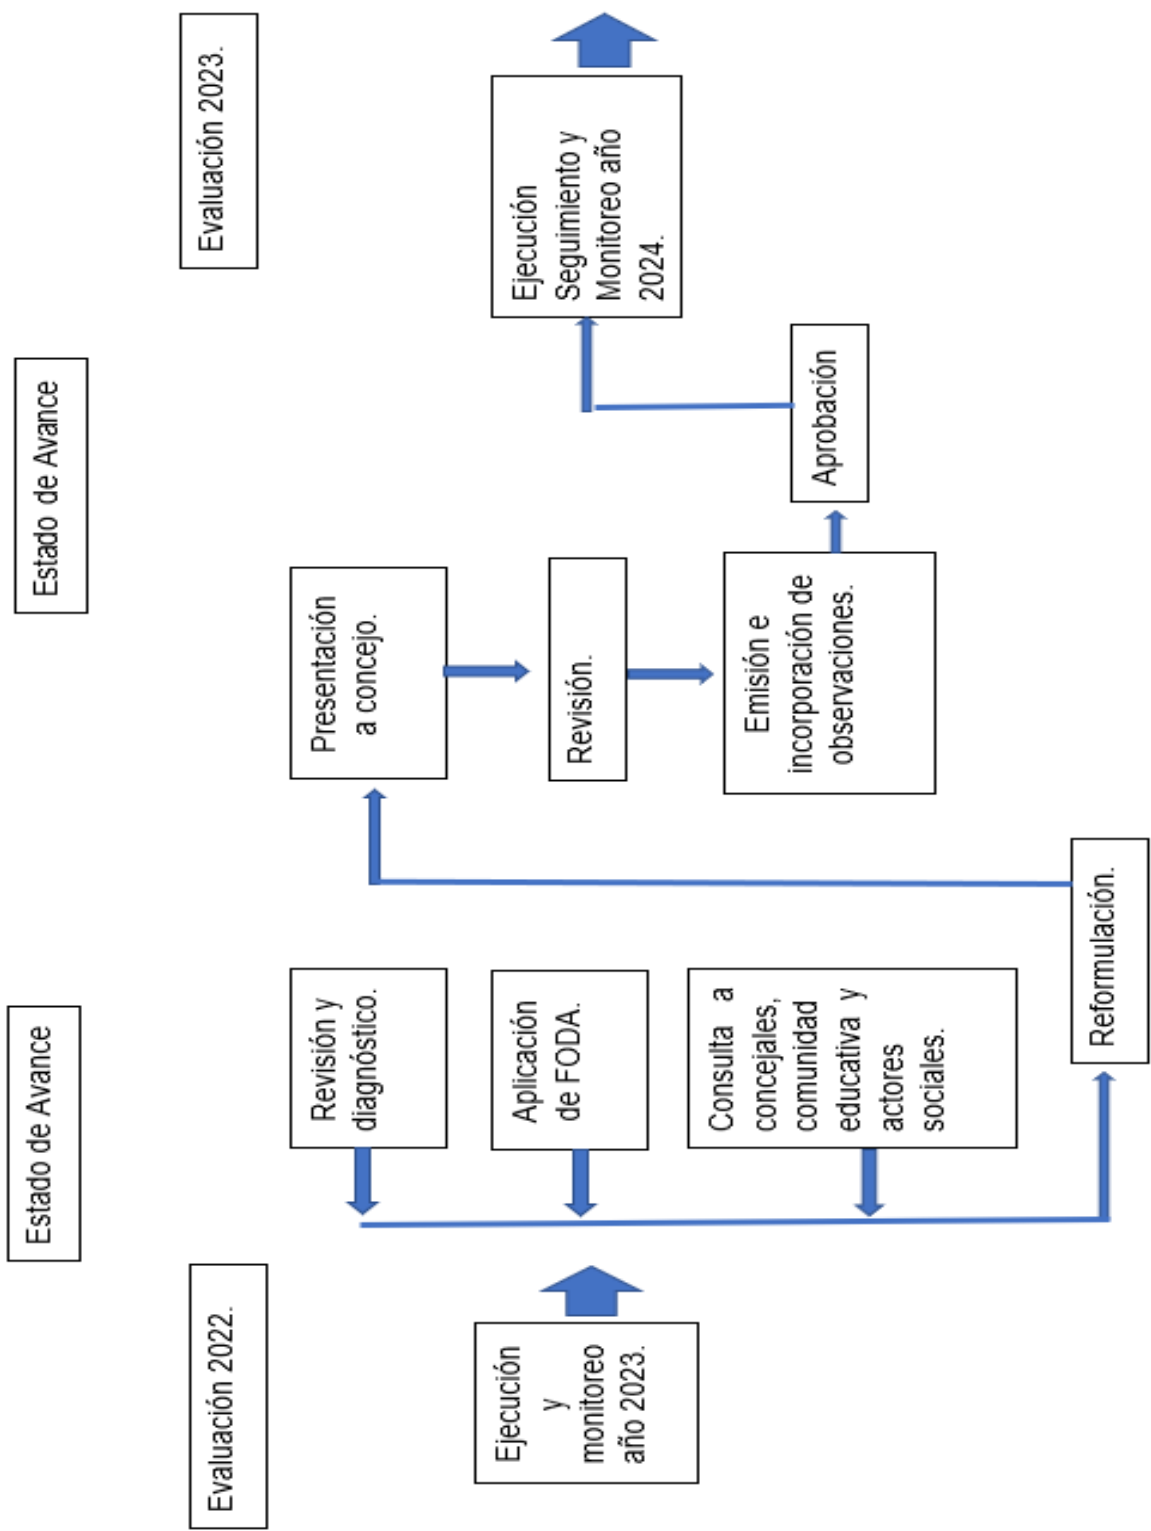 Estado de Avance
Estado de Avance
Evaluación 2022.
Evaluación 2023.
Ejecución
y
monitoreo
año 2023.
Revisión y
diagnóstico.
Aplicación
de FODA.
Consulta a
concejales,
comunidad
educativa y
actores
sociales.
Reformulación.
Presentación
a concejo.
Revisión.
Emisión e
incorporación de
observaciones.
Aprobación
Ejecución
Seguimiento y
Monitoreo año
2024.